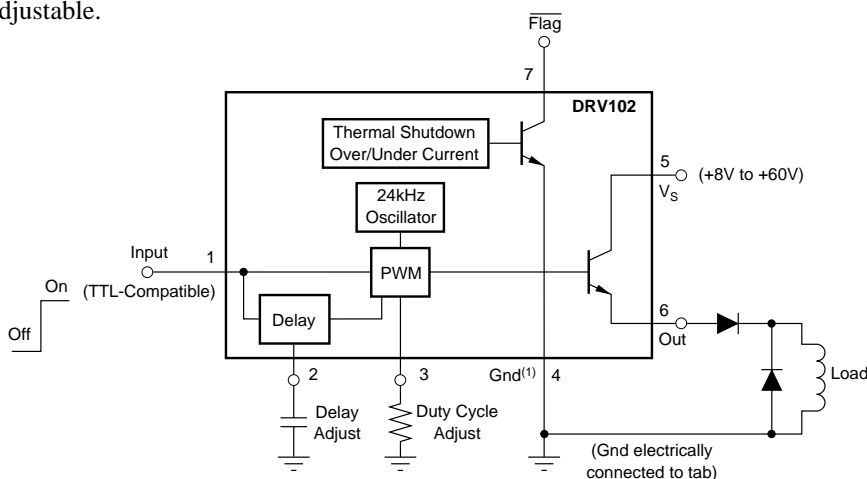 djustable.
Flag
7
DRV102
Thermal Shutdown
Over/Under Current
5
(+8V to +60V)
VS
24kHz
Oscillator
Input
1
(TTL-Compatible)
On
Off
PWM
Delay
6
Out
2
3
Gnd(1)
4
Load
Delay
Adjust
Duty Cycle
Adjust
(Gnd electrically
connected to tab)